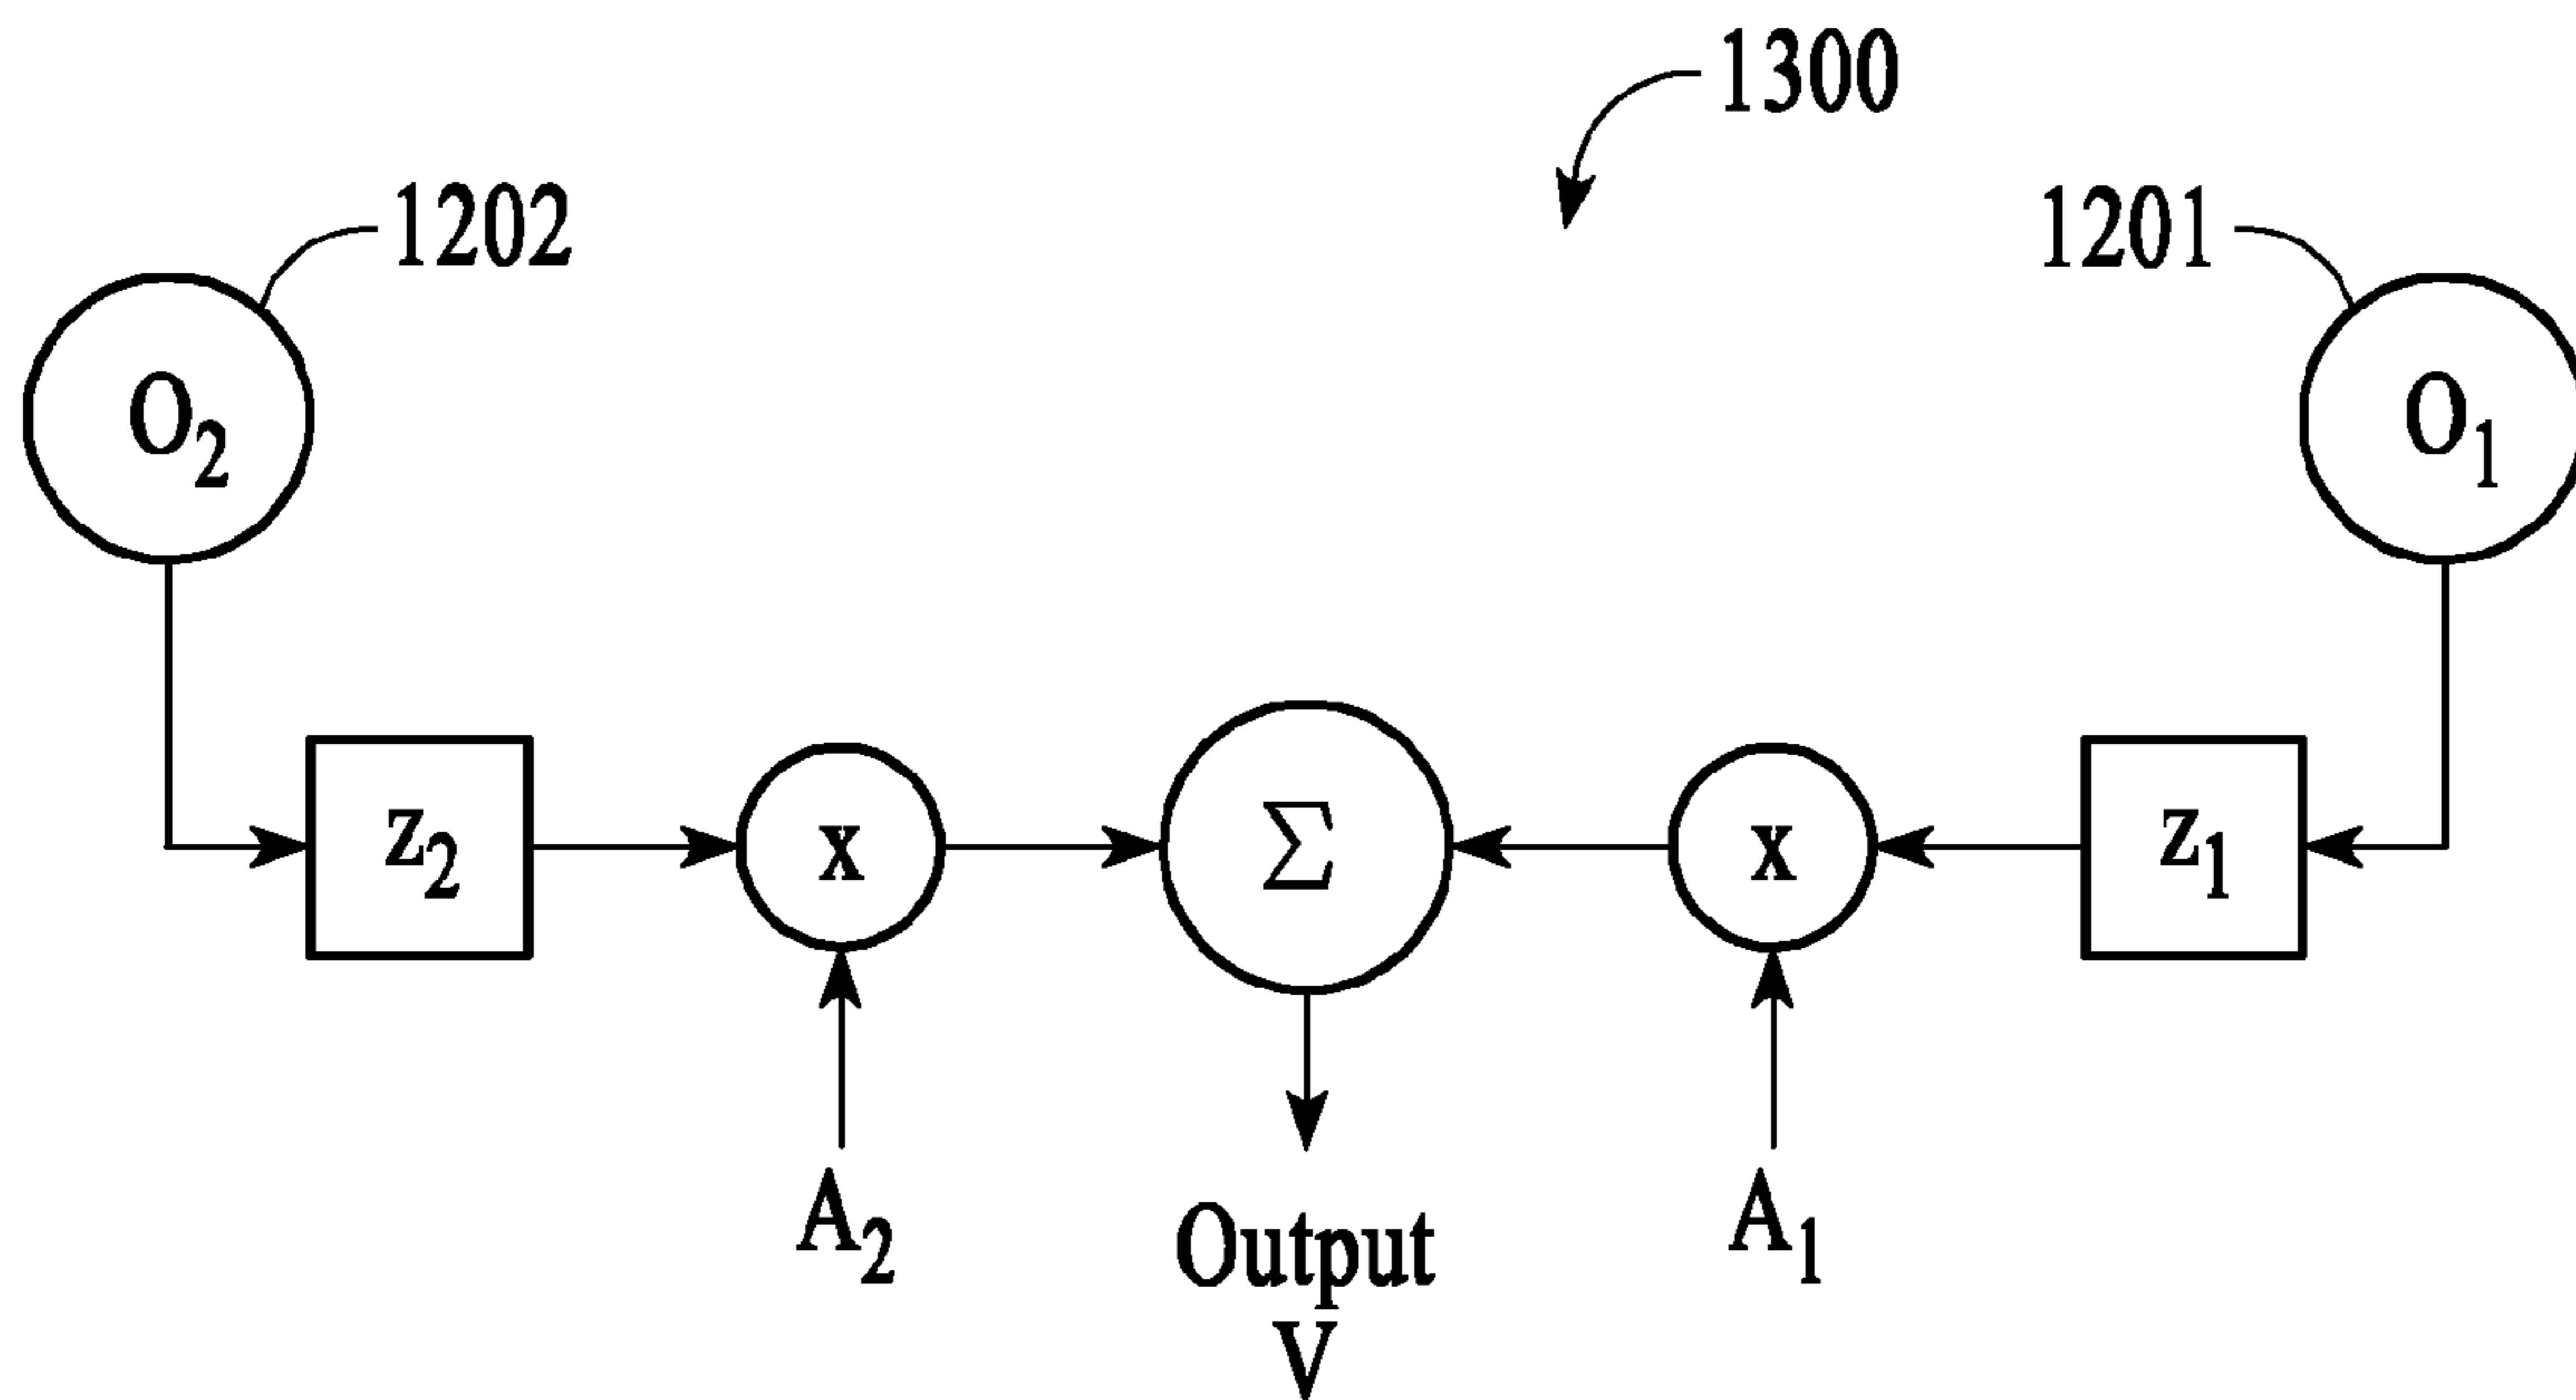 1300
1202
1201
O₂
O₁
z₂
x
Σ
x
z₁
A₂
Output
V
A₁